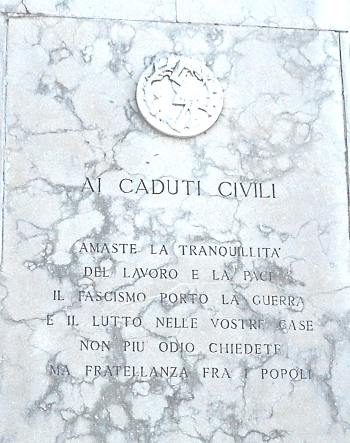 AI CADUTI CIVILI
AMASTE LA TRANQUILLITA'
DEL LAVORO E LA PACE
IL FASCISMO PORTO LA GUERRA
E IL LUTTO NELLE VOSTRE CASE
NON PIU ODIO CHIEDETE
MA FRATELLANZA FRA I POPOLI